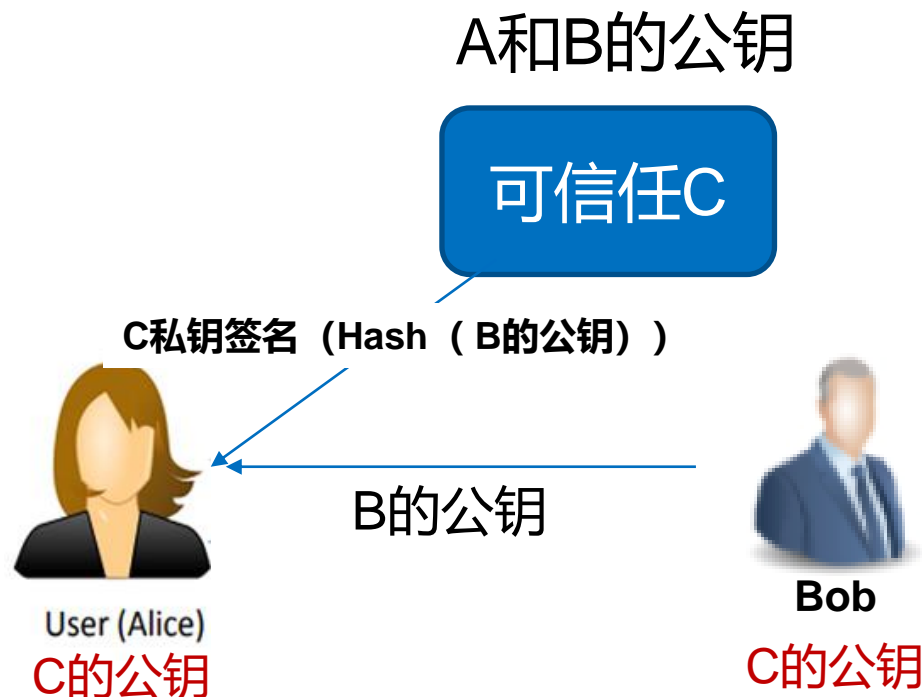 A和B的公钥
可信任C
C私钥签名（Hash（ B的公钥））
B的公钥
User (Alice)
C的公钥
Bob
C的公钥